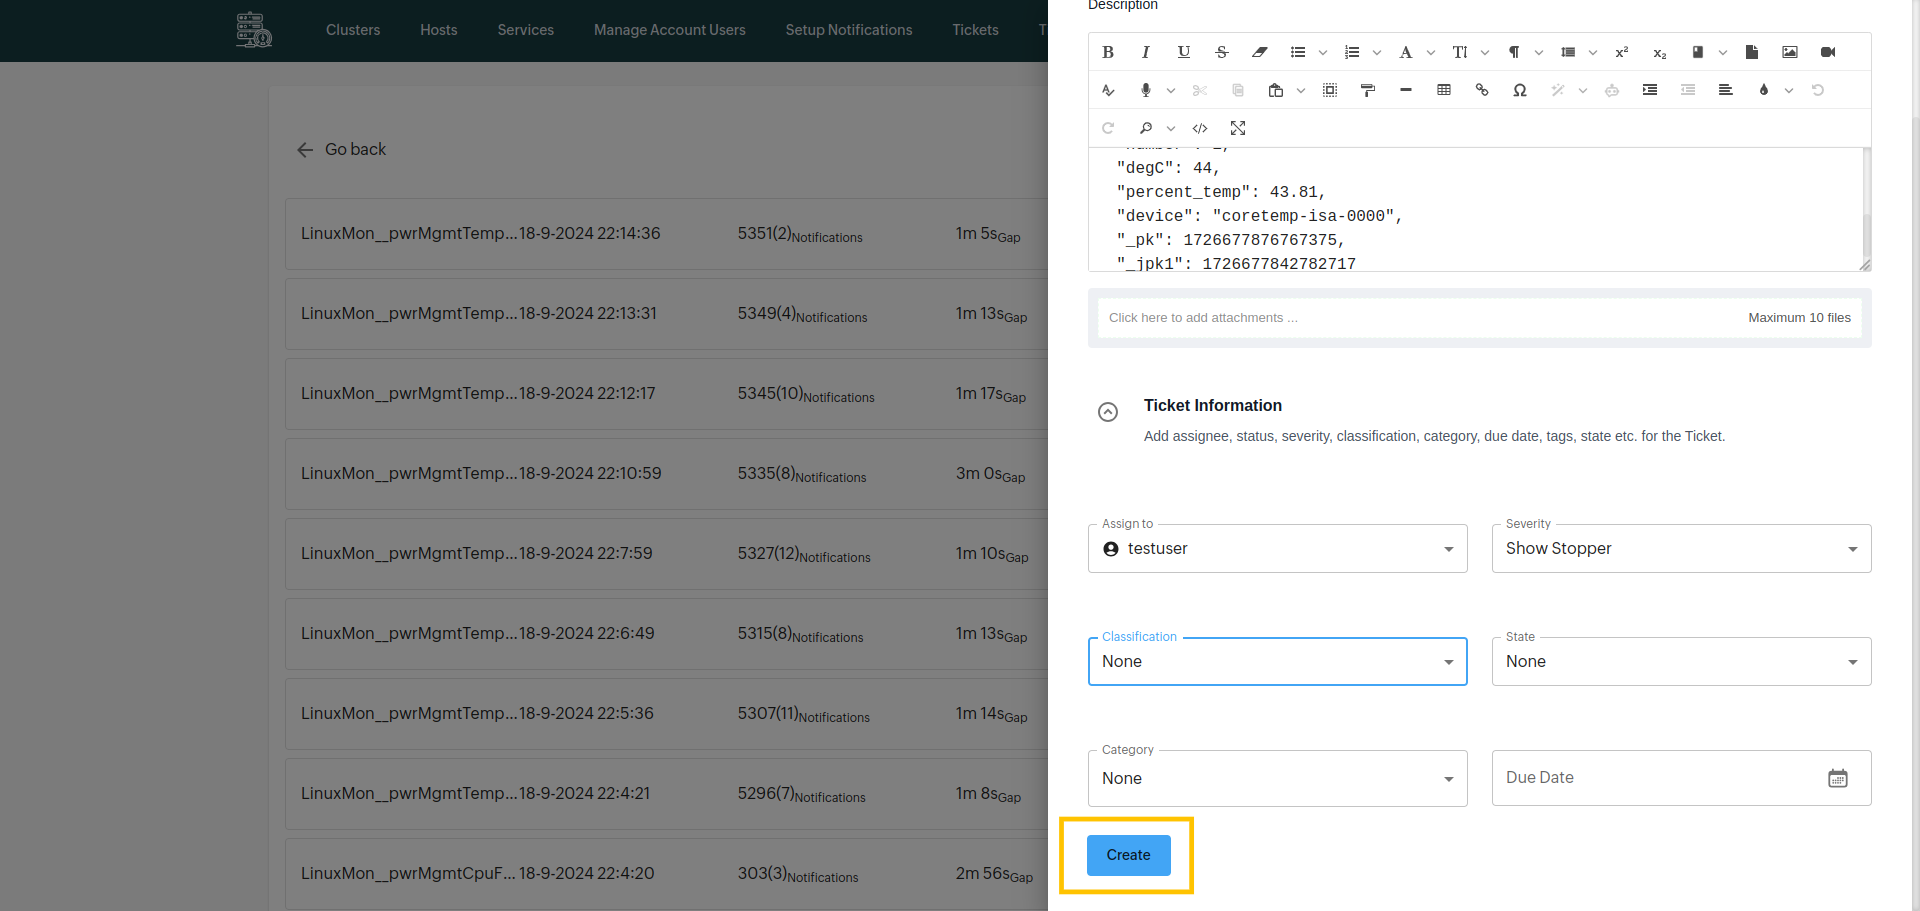 Clusters Hosts Services Manage Account Users Setup Notifications Tickets T
Go back
LinuxMon__pwrMgmtTemp... 18-9-2024 22:14:36 5351(2)Notifications 1m 5sGap
LinuxMon__pwrMgmtTemp... 18-9-2024 22:13:31 5349(4)Notifications 1m 13sGap
LinuxMon__pwrMgmtTemp... 18-9-2024 22:12:17 5345(10)Notifications 1m 17sGap
LinuxMon__pwrMgmtTemp... 18-9-2024 22:10:59 5335(8)Notifications 3m 0sGap
LinuxMon__pwrMgmtTemp... 18-9-2024 22:7:59 5327(12)Notifications 1m 10sGap
LinuxMon__pwrMgmtTemp... 18-9-2024 22:6:49 5315(8)Notifications 1m 13sGap
LinuxMon__pwrMgmtTemp... 18-9-2024 22:5:36 5307(11)Notifications 1m 14sGap
LinuxMon__pwrMgmtTemp... 18-9-2024 22:4:21 5296(7)Notifications 1m 8sGap
LinuxMon__pwrMgmtCpuF... 18-9-2024 22:4:20 303(3)Notifications 2m 56sGap
Description
"degC": 44,
"percent_temp": 43.81,
"device": "coretemp-isa-0000",
"_pk": 1726677876767375,
"_jpk1": 1726677842782717
Click here to add attachments ... Maximum 10 files
Ticket Information
Add assignee, status, severity, classification, category, due date, tags, state etc. for the Ticket.
Assign to
testuser
Severity
Show Stopper
Classification
None
State
None
Category
None
Due Date
Create